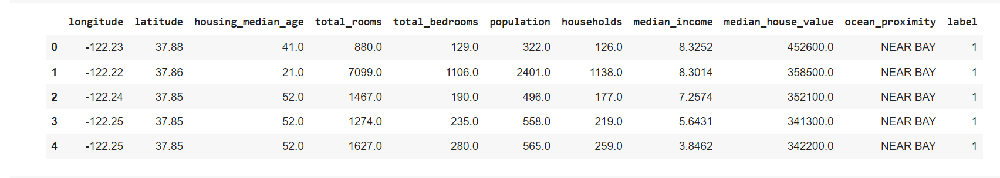 longitude latitude housing_median_age total_rooms total_bedrooms population households median_income median_house_value ocean_proximity label
0 -122.23 37.88 41.0 880.0 129.0 322.0 126.0 8.3252 452600.0 NEAR BAY 1
1 -122.22 37.86 21.0 7099.0 1106.0 2401.0 1138.0 8.3014 358500.0 NEAR BAY 1
2 -122.24 37.85 52.0 1467.0 190.0 496.0 177.0 7.2574 352100.0 NEAR BAY 1
3 -122.25 37.85 52.0 1274.0 235.0 558.0 219.0 5.6431 341300.0 NEAR BAY 1
4 -122.25 37.85 52.0 1627.0 280.0 565.0 259.0 3.8462 342200.0 NEAR BAY 1